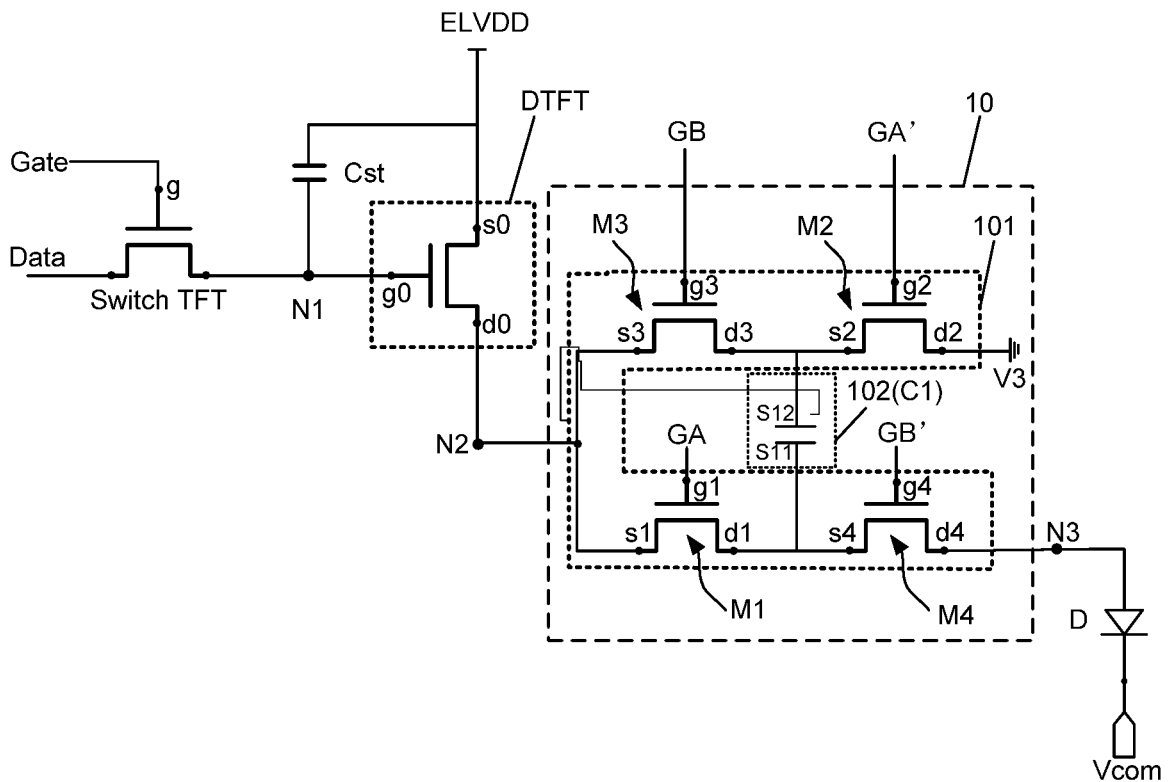 ELVDD
DTFT
10
GB
GA’
Gate
Cst
g
s0
M3
M2
101
Data
g3
g2
Switch TFT
N1
g0
d0
s3
d3
s2
d2
V3
102(C1)
S12
S11
N2
GA
GB’
g1
g4
s1
d1
s4
d4
N3
M1
M4
D
Vcom